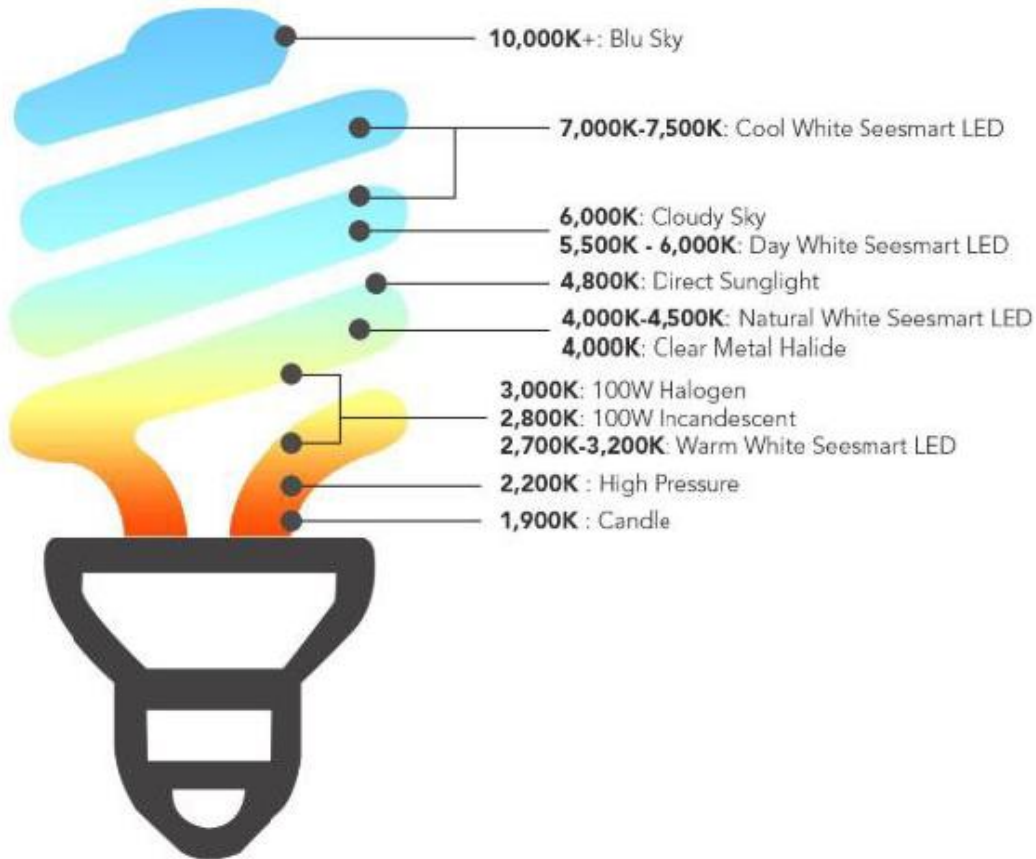 10,000K+: Blu Sky
7,000K-7,500K: Cool White Seesmart LED
6,000K: Cloudy Sky
5,500K - 6,000K: Day White Seesmart LED
4,800K: Direct Sunglight
4,000K-4,500K: Natural White Seesmart LED
4,000K: Clear Metal Halide
3,000K: 100W Halogen
2,800K: 100W Incandescent
2,700K-3,200K: Warm White Seesmart LED
2,200K : High Pressure
1,900K : Candle